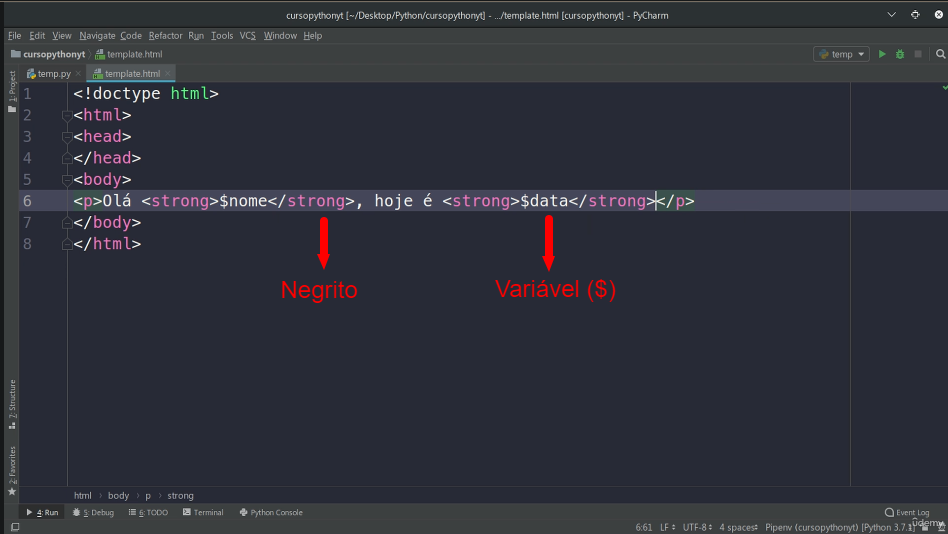 cursopythonyt [~/Desktop/Python/cursopythonyt] - .../template.html [cursopythonyt] - PyCharm
File Edit View Navigate Code Refactor Run Tools VCS Window Help
cursopythonyt › template.html temp
temp.py template.html
1: Project
1 <!doctype html>
2 <html>
3 <head>
4 </head>
5 <body>
6 <p>Olá <strong>$nome</strong>, hoje é <strong>$data</strong></p>
7 </body>
8 </html>
Negrito Variável ($)
7: Structure
2: Favorites
html › body › p › strong
4: Run 5: Debug 6: TODO Terminal Python Console Event Log
6:61 LF UTF-8 4 spaces Pipenv (cursopythonyt) [Python 3.7.1]
ûdemy